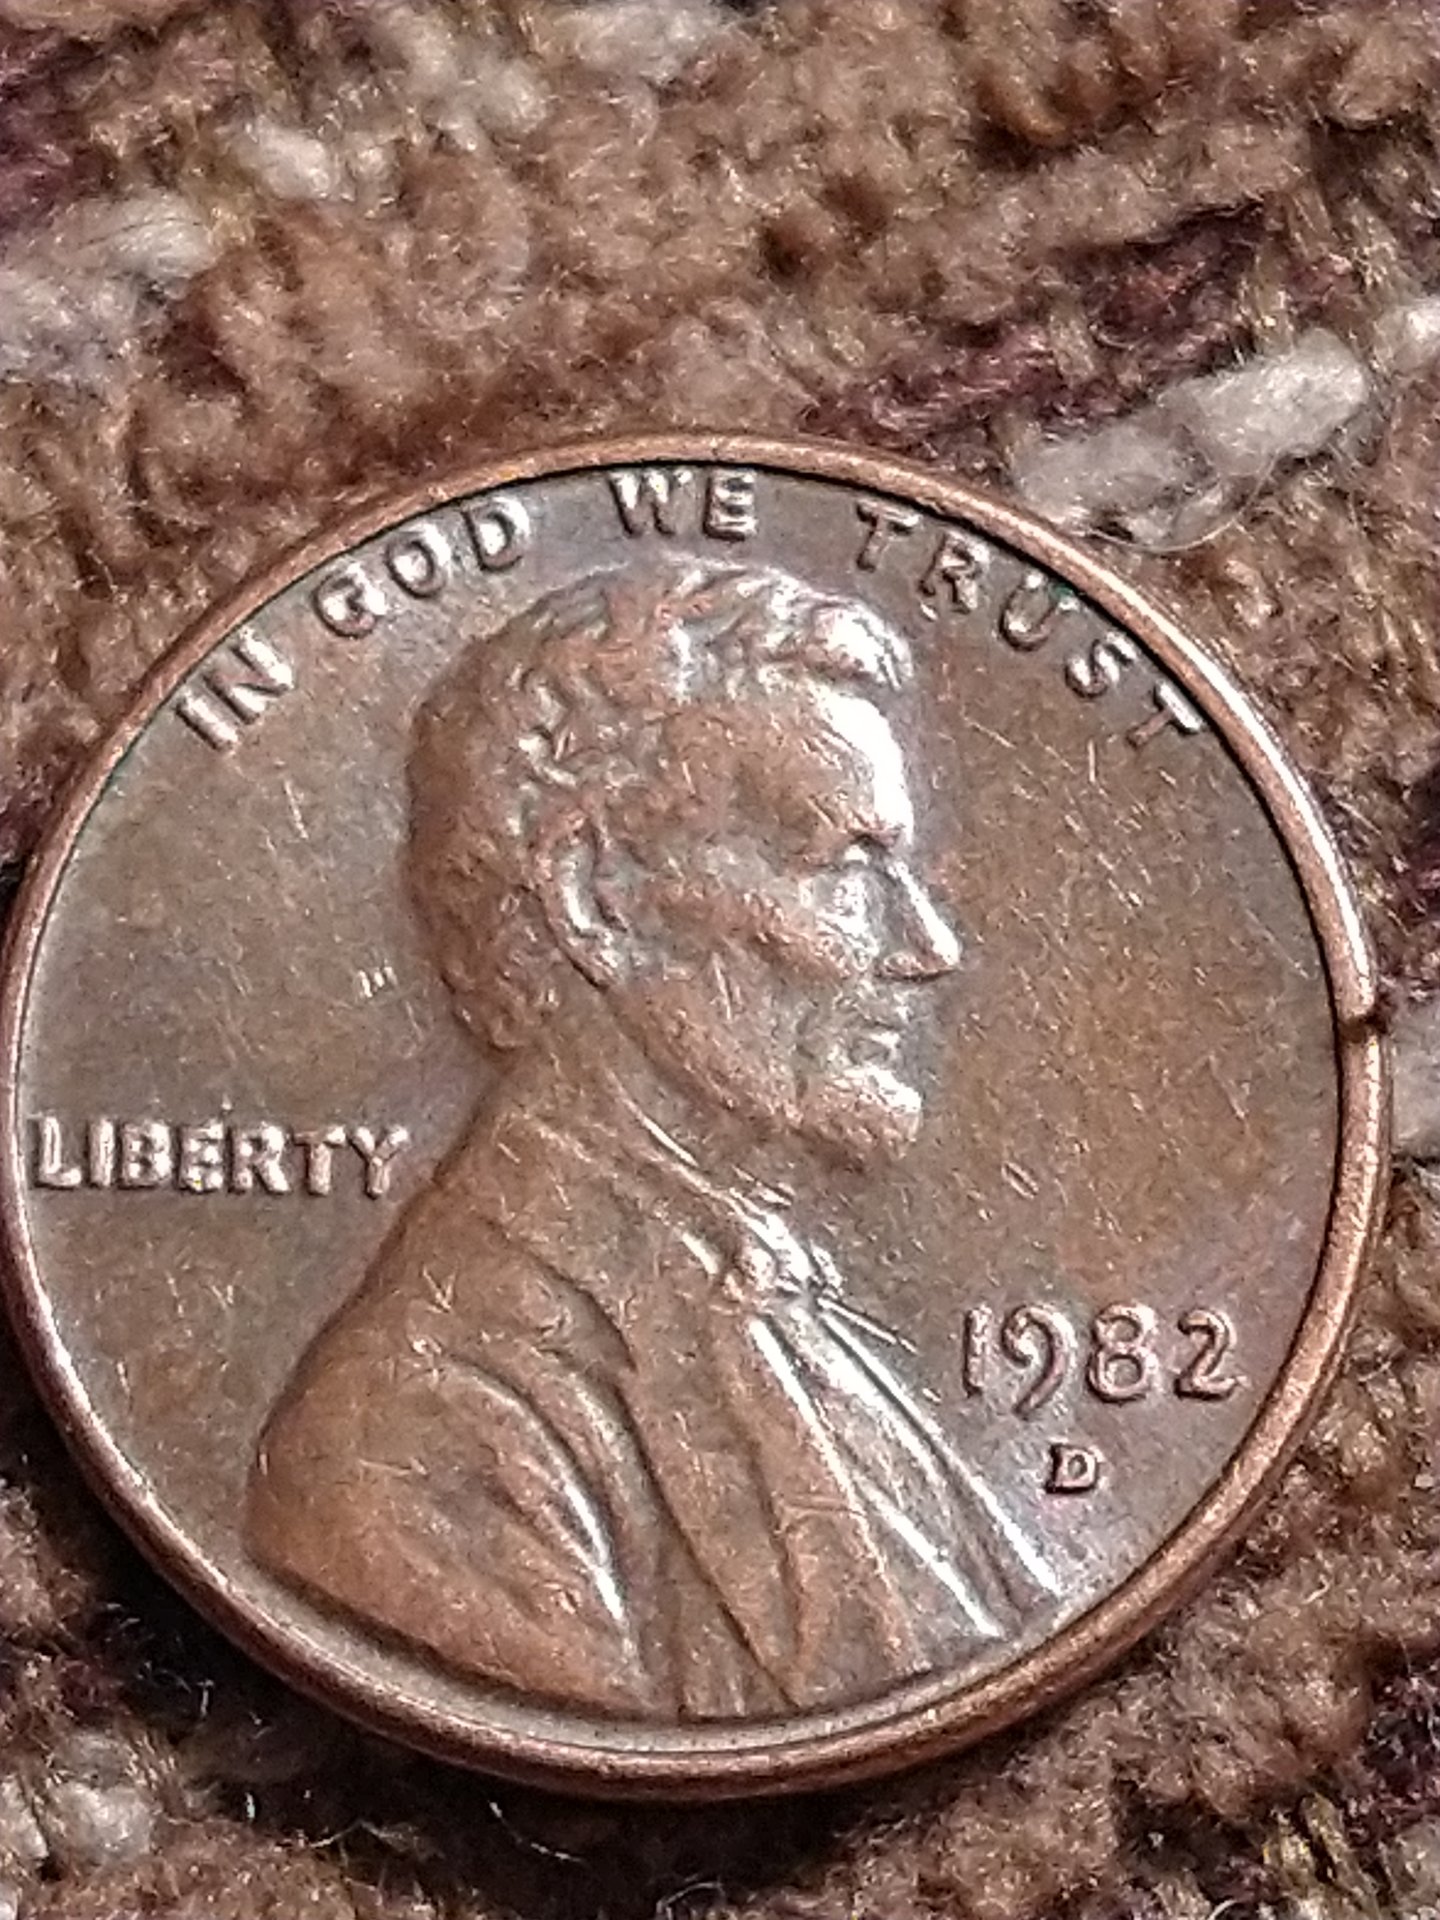 IN GOD WE TRUST
LIBERTY
1982
D